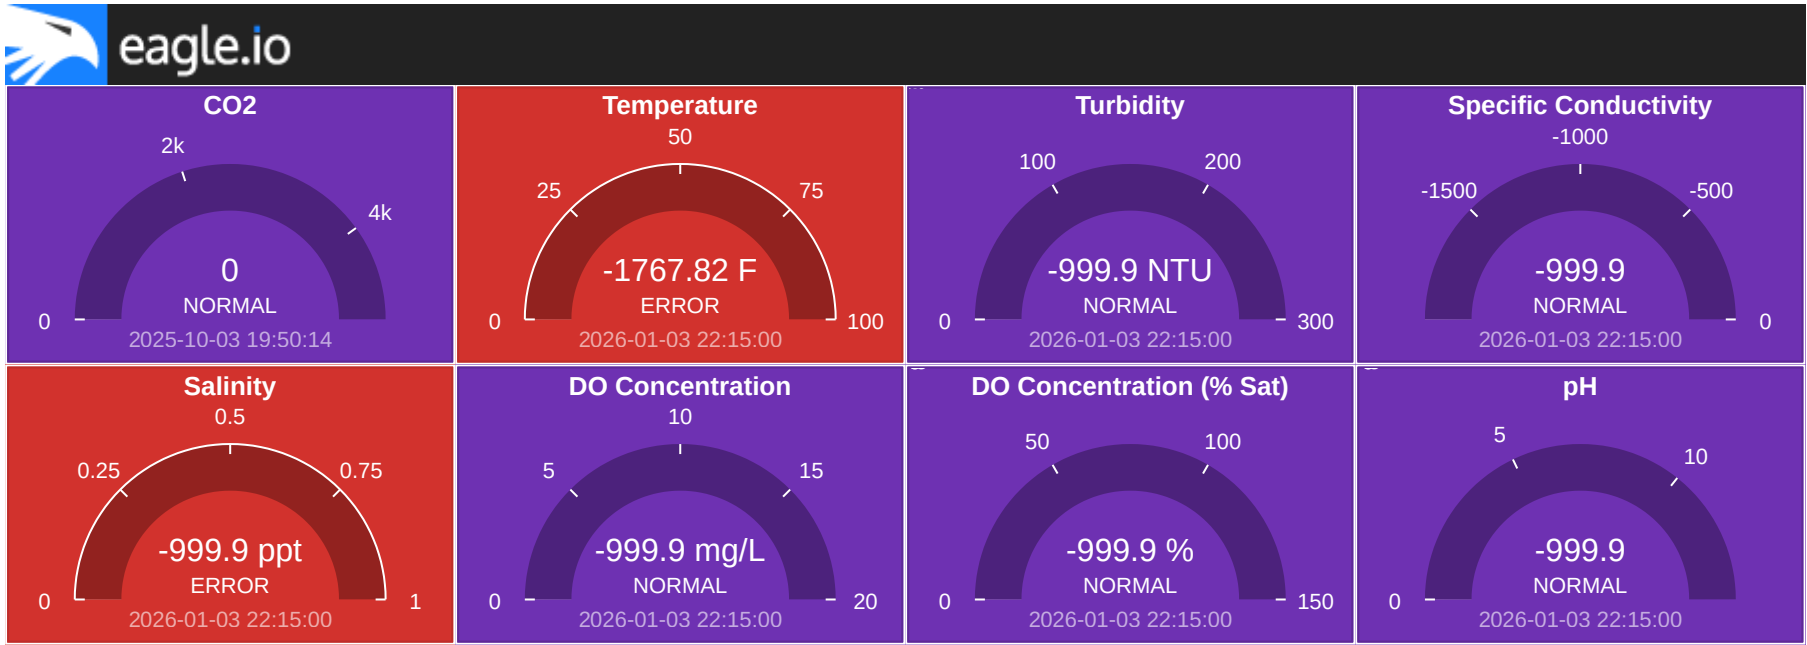 eagle.io
CO2
2k
4k
0
NORMAL
0
2025-10-03 19:50:14
Temperature
50
25
75
-1767.82 F
ERROR
0
100
2026-01-03 22:15:00
Turbidity
100
200
-999.9 NTU
NORMAL
0
300
2026-01-03 22:15:00
Specific Conductivity
-1000
-1500
-500
-999.9
NORMAL
0
2026-01-03 22:15:00
Salinity
0.5
0.25
0.75
-999.9 ppt
ERROR
0
1
2026-01-03 22:15:00
DO Concentration
10
5
15
-999.9 mg/L
NORMAL
0
20
2026-01-03 22:15:00
DO Concentration (% Sat)
50
100
-999.9 %
NORMAL
0
150
2026-01-03 22:15:00
pH
5
10
-999.9
NORMAL
0
2026-01-03 22:15:00